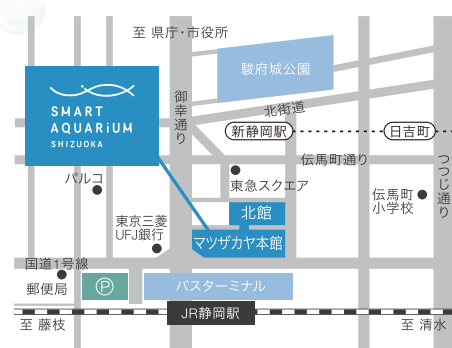 至 県庁・市役所
駿府城公園
SMART
AQUARiUM
SHIZUOKA
御幸通り
北街道
新静岡駅
日吉町
伝馬町通り
つつじ通り
パルコ
東急スクエア
伝馬町
小学校
北館
東京三菱
UFJ銀行
マツザカヤ本館
国道1号線
郵便局
P
バスターミナル
JR静岡駅
至 藤枝
至 清水